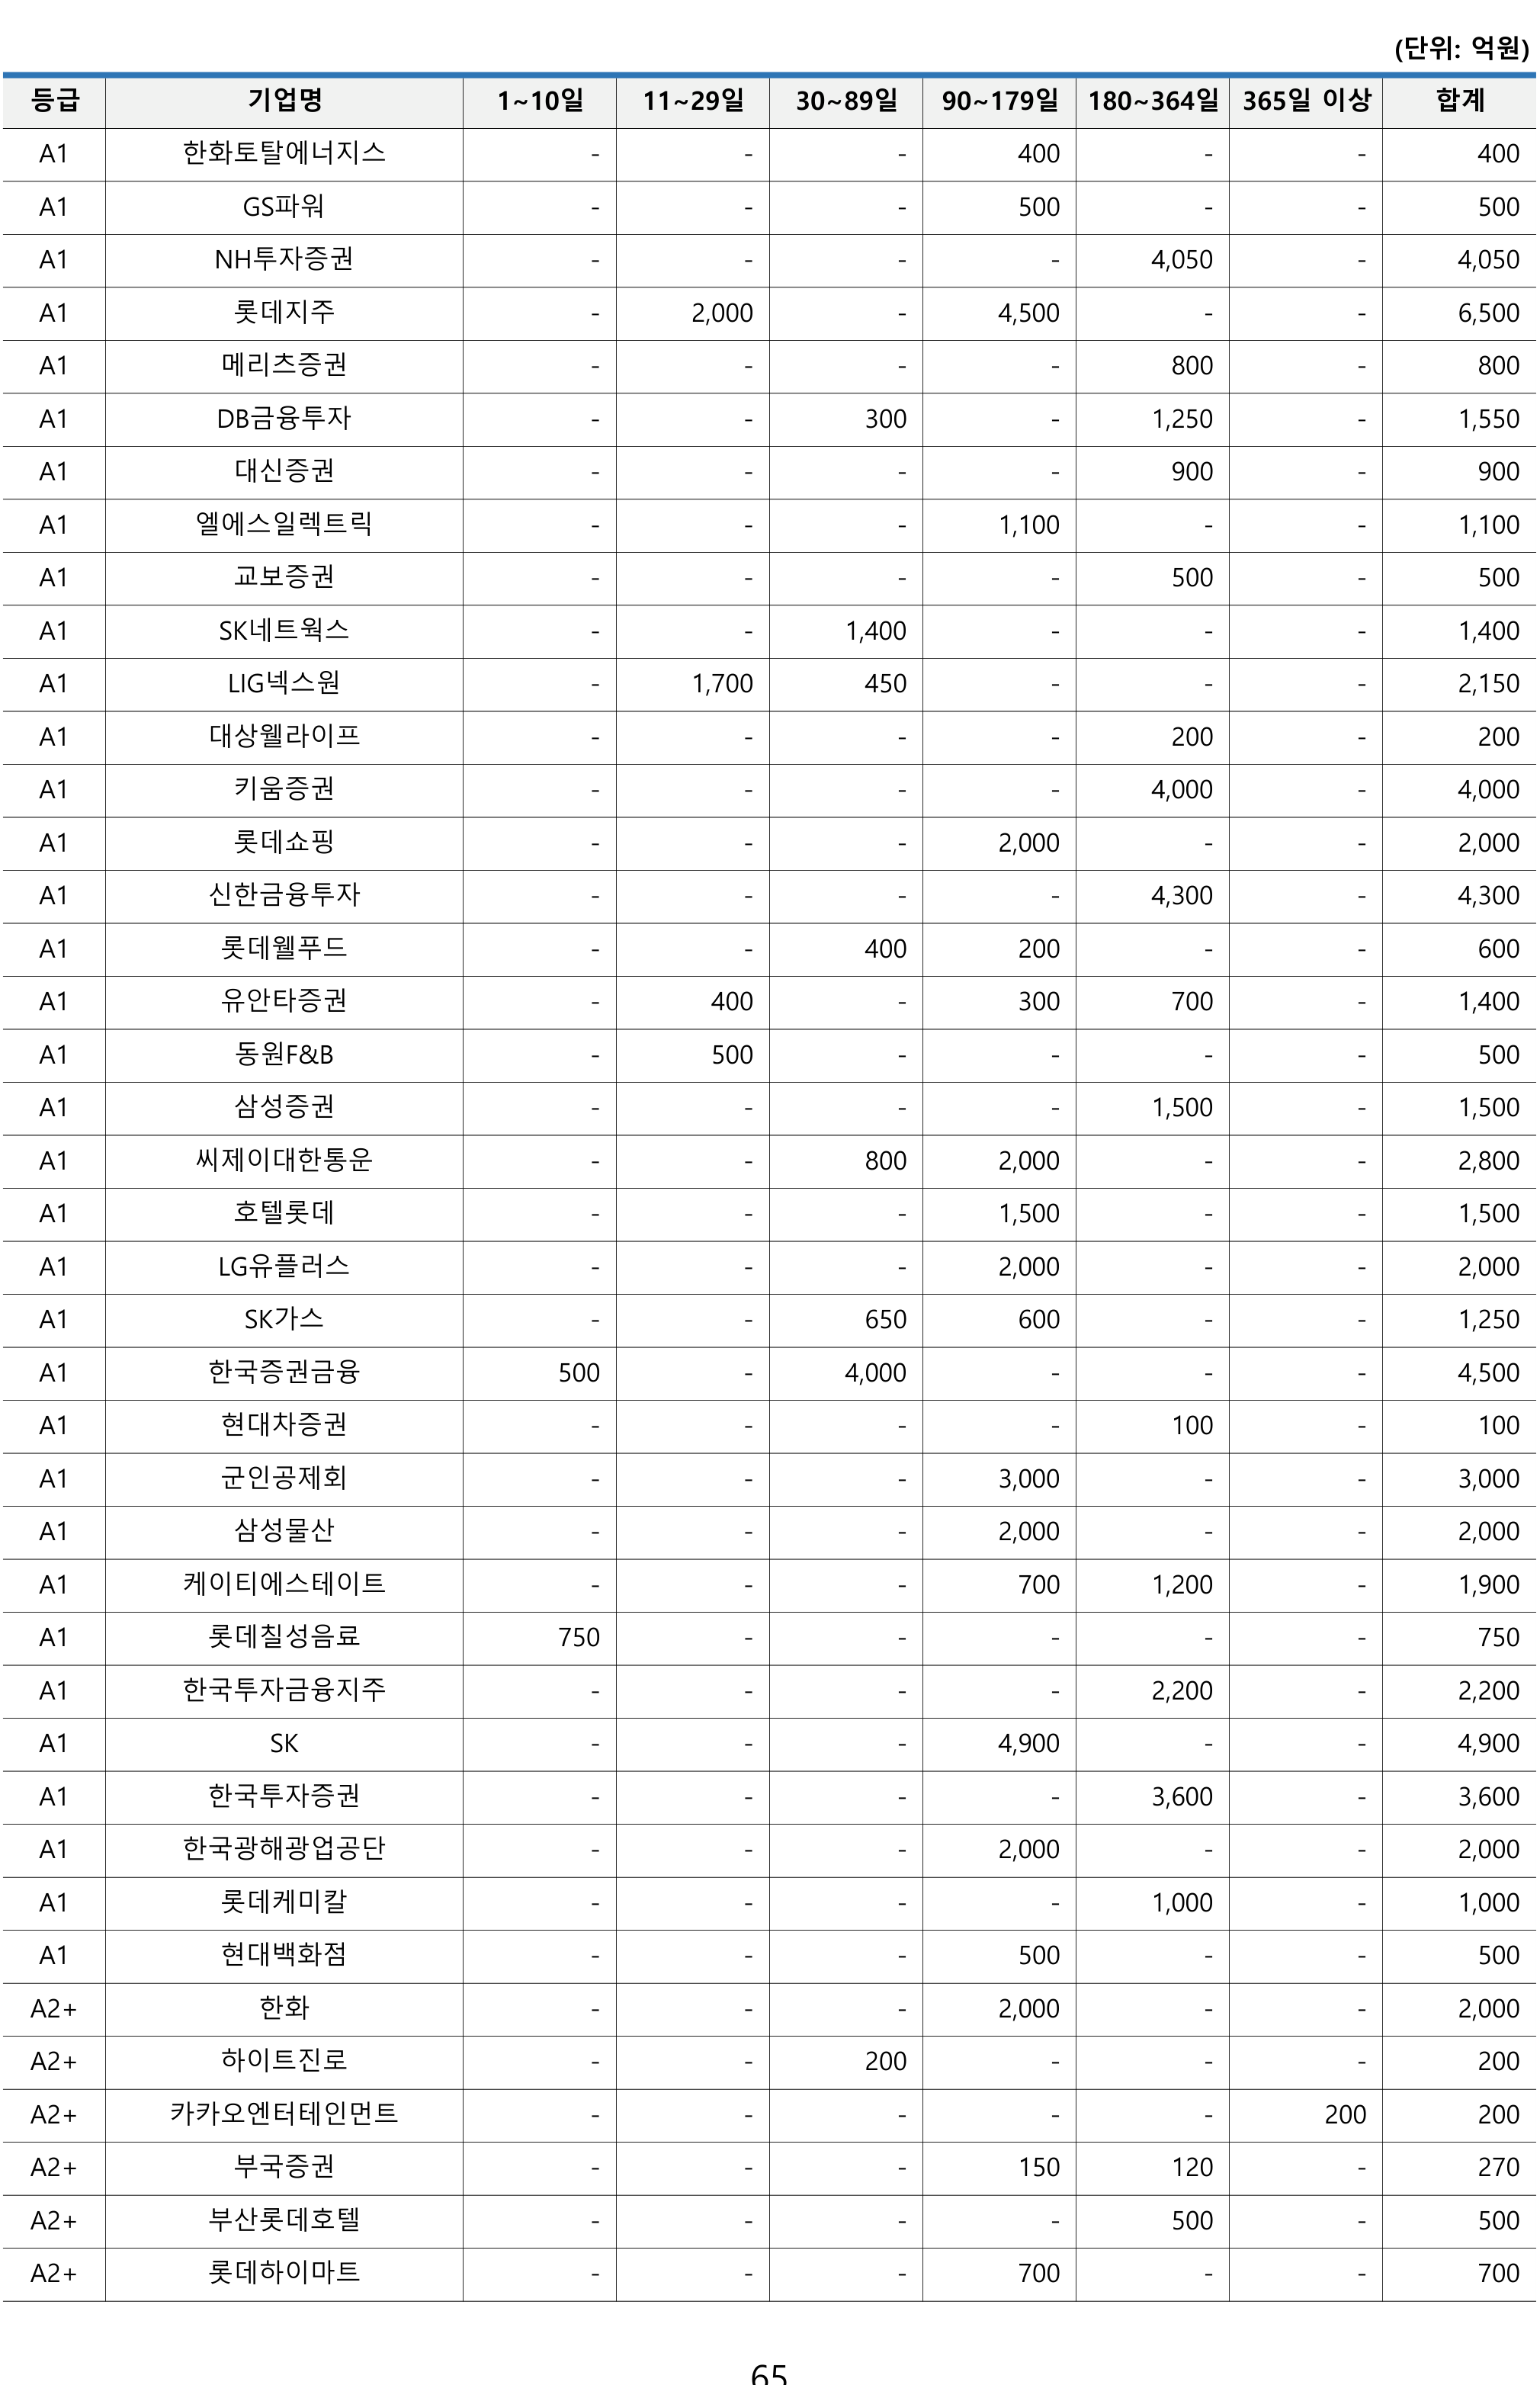 (단위: 억원)
등급 기업명 1~10일 11~29일 30~89일 90~179일 180~364일 365일 이상 합계
A1 한화토탈에너지스 - - - 400 - - 400
A1 GS파워 - - - 500 - - 500
A1 NH투자증권 - - - - 4,050 - 4,050
A1 롯데지주 - 2,000 - 4,500 - - 6,500
A1 메리츠증권 - - - - 800 - 800
A1 DB금융투자 - - 300 - 1,250 - 1,550
A1 대신증권 - - - - 900 - 900
A1 엘에스일렉트릭 - - - 1,100 - - 1,100
A1 교보증권 - - - - 500 - 500
A1 SK네트웍스 - - 1,400 - - - 1,400
A1 LIG넥스원 - 1,700 450 - - - 2,150
A1 대상웰라이프 - - - - 200 - 200
A1 키움증권 - - - - 4,000 - 4,000
A1 롯데쇼핑 - - - 2,000 - - 2,000
A1 신한금융투자 - - - - 4,300 - 4,300
A1 롯데웰푸드 - - 400 200 - - 600
A1 유안타증권 - 400 - 300 700 - 1,400
A1 동원F&B - 500 - - - - 500
A1 삼성증권 - - - - 1,500 - 1,500
A1 씨제이대한통운 - - 800 2,000 - - 2,800
A1 호텔롯데 - - - 1,500 - - 1,500
A1 LG유플러스 - - - 2,000 - - 2,000
A1 SK가스 - - 650 600 - - 1,250
A1 한국증권금융 500 - 4,000 - - - 4,500
A1 현대차증권 - - - - 100 - 100
A1 군인공제회 - - - 3,000 - - 3,000
A1 삼성물산 - - - 2,000 - - 2,000
A1 케이티에스테이트 - - - 700 1,200 - 1,900
A1 롯데칠성음료 750 - - - - - 750
A1 한국투자금융지주 - - - - 2,200 - 2,200
A1 SK - - - 4,900 - - 4,900
A1 한국투자증권 - - - - 3,600 - 3,600
A1 한국광해광업공단 - - - 2,000 - - 2,000
A1 롯데케미칼 - - - - 1,000 - 1,000
A1 현대백화점 - - - 500 - - 500
A2+ 한화 - - - 2,000 - - 2,000
A2+ 하이트진로 - - 200 - - - 200
A2+ 카카오엔터테인먼트 - - - - - 200 200
A2+ 부국증권 - - - 150 120 - 270
A2+ 부산롯데호텔 - - - - 500 - 500
A2+ 롯데하이마트 - - - 700 - - 700
65